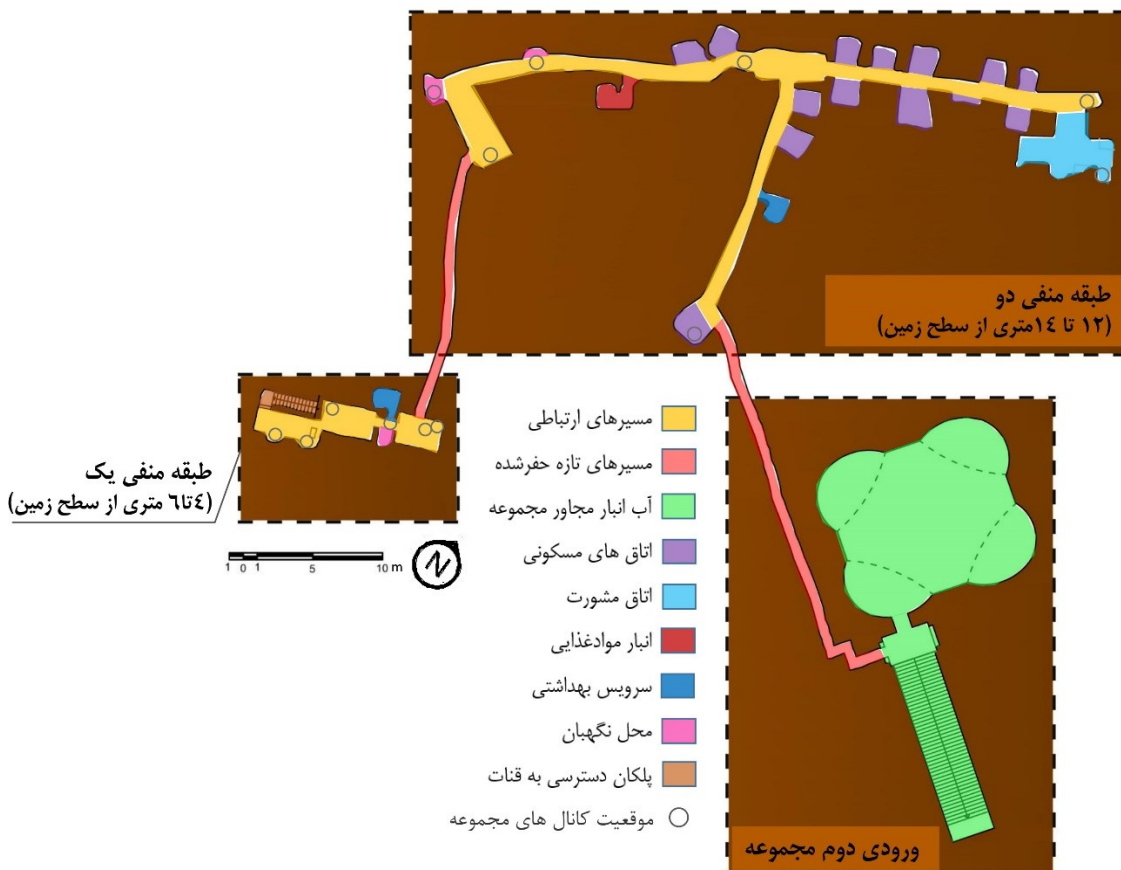 طبقه منفی دو
(١٢ تا ١٤متری از سطح زمین)
طبقه منفی یک
(٤تا٦ متری از سطح زمین)
مسیرهای ارتباطی
مسیرهای تازه حفرشده
آب انبار مجاور مجموعه
اتاق های مسکونی
اتاق مشورت
انبار موادغذایی
سرویس بهداشتی
محل نگهبان
پلکان دسترسی به قنات
موقعیت کانال های مجموعه
1 0 1 5 10 m
N
ورودی دوم مجموعه